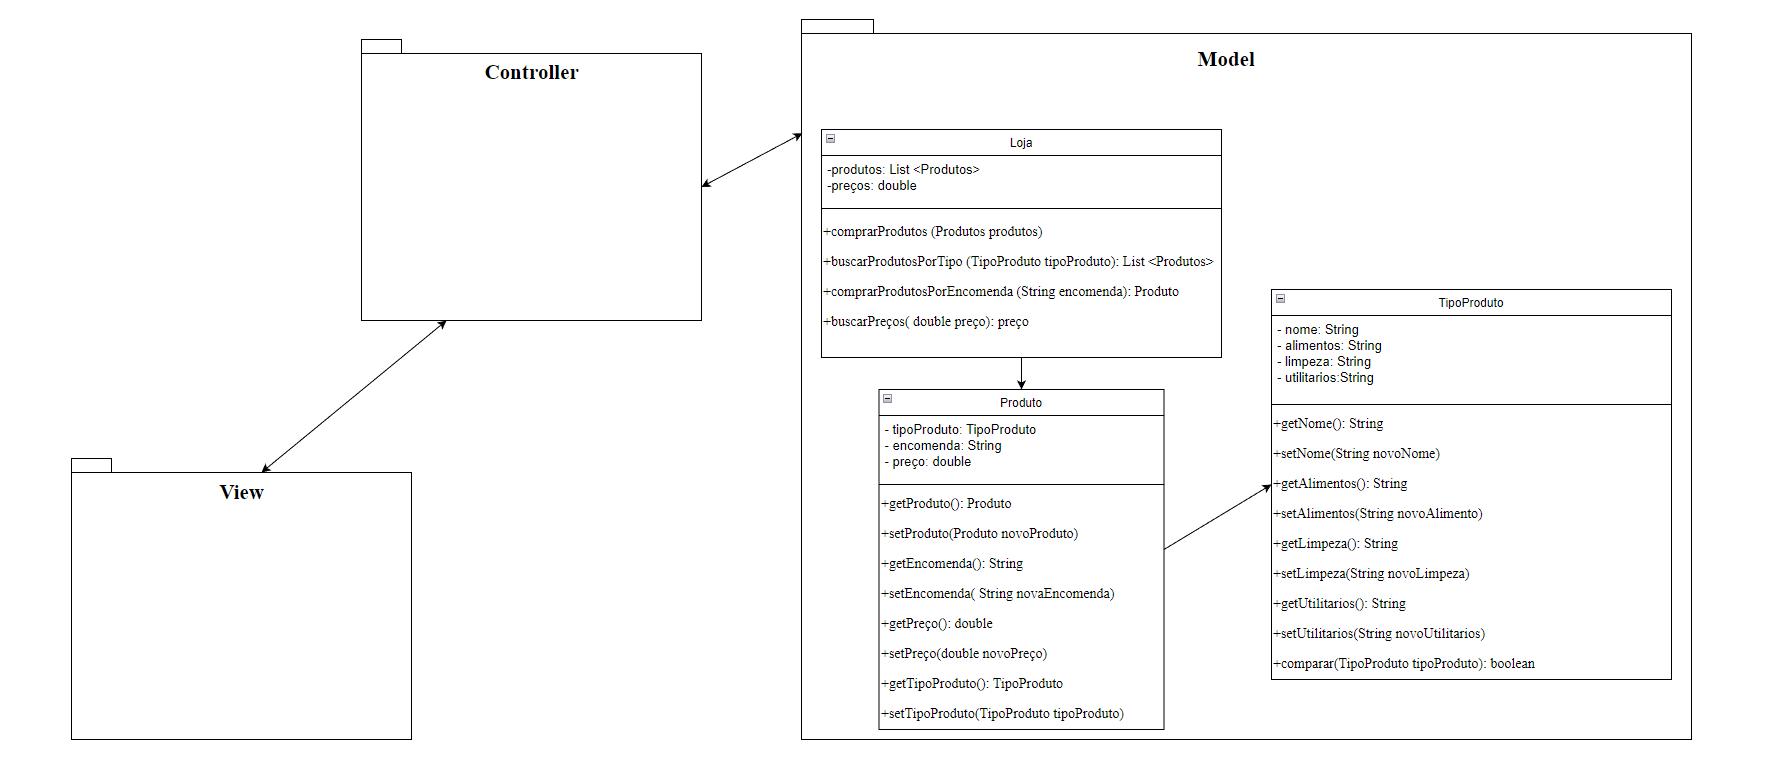 Controller
View
Model
Loja
-produtos: List <Produtos>
-preços: double
+comprarProdutos (Produtos produtos)
+buscarProdutosPorTipo (TipoProduto tipoProduto): List <Produtos>
+comprarProdutosPorEncomenda (String encomenda): Produto
+buscarPreços( double preço): preço
Produto
- tipoProduto: TipoProduto
- encomenda: String
- preço: double
+getProduto(): Produto
+setProduto(Produto novoProduto)
+getEncomenda(): String
+setEncomenda( String novaEncomenda)
+getPreço(): double
+setPreço(double novoPreço)
+getTipoProduto(): TipoProduto
+setTipoProduto(TipoProduto tipoProduto)
TipoProduto
- nome: String
- alimentos: String
- limpeza: String
- utilitarios:String
+getNome(): String
+setNome(String novoNome)
+getAlimentos(): String
+setAlimentos(String novoAlimento)
+getLimpeza(): String
+setLimpeza(String novoLimpeza)
+getUtilitarios(): String
+setUtilitarios(String novoUtilitarios)
+comparar(TipoProduto tipoProduto): boolean